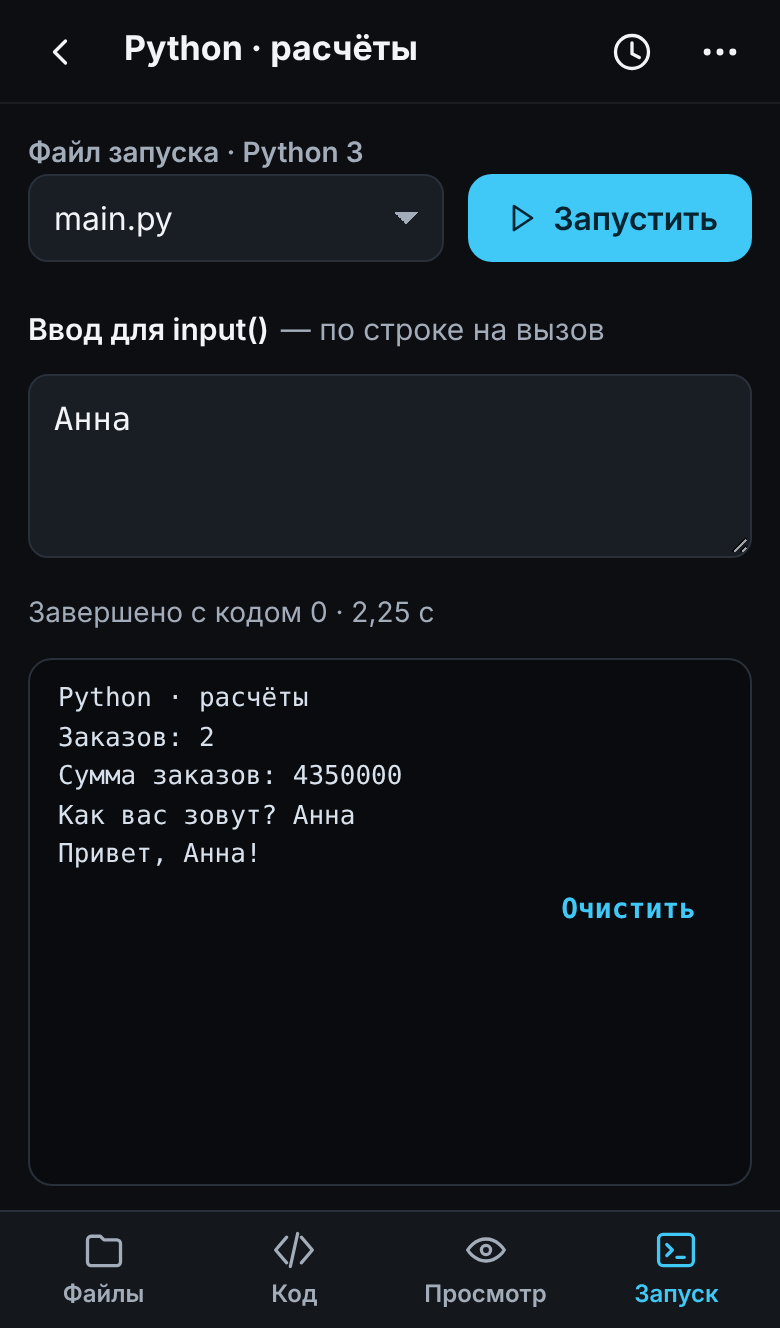 Python · расчёты
Файл запуска · Python 3
main.py
Запустить
Ввод для input() — по строке на вызов
Анна
Завершено с кодом 0 · 2,25 с
Python · расчёты
Заказов: 2
Сумма заказов: 4350000
Как вас зовут? Анна
Привет, Анна!
Очистить
Файлы
Код
Просмотр
Запуск